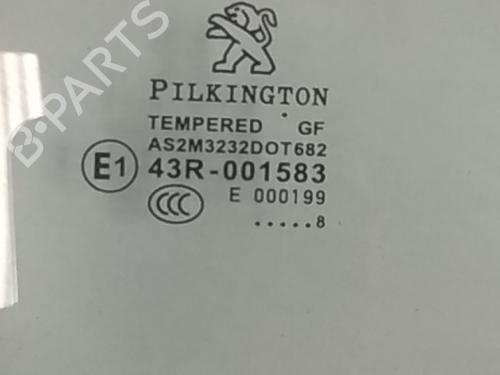 B-PARTS
PILKINGTON
TEMPERED GF
AS2M3232DOT682
E1 43R-001583
CCC E 000199
.....8